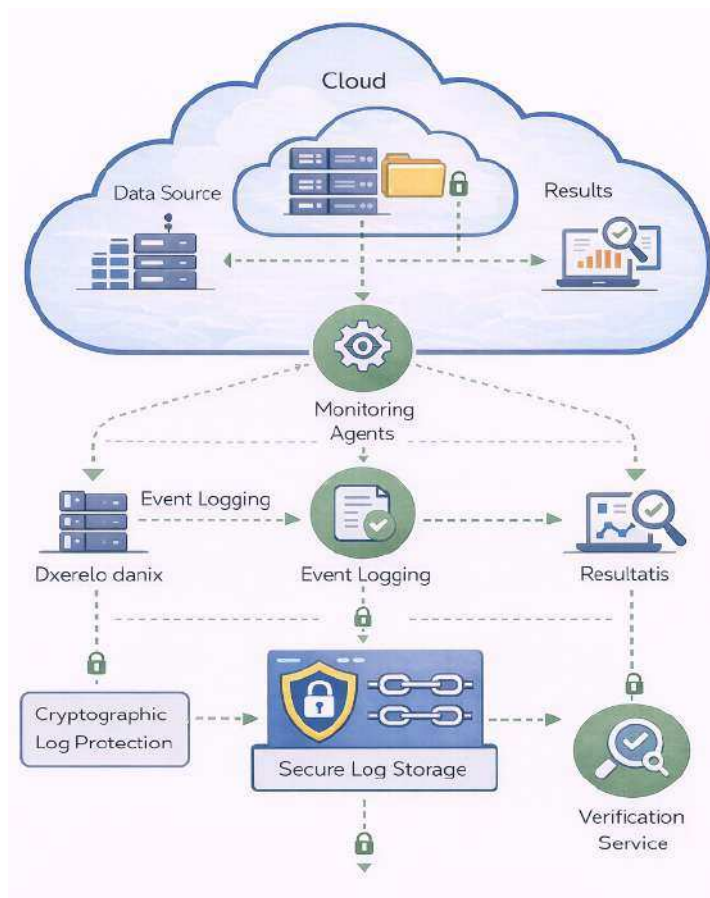 Cloud
Data Source
Results
Monitoring
Agents
Event Logging
Dxerelo danix
Event Logging
Resultatis
Cryptographic
Log Protection
Secure Log Storage
Verification
Service